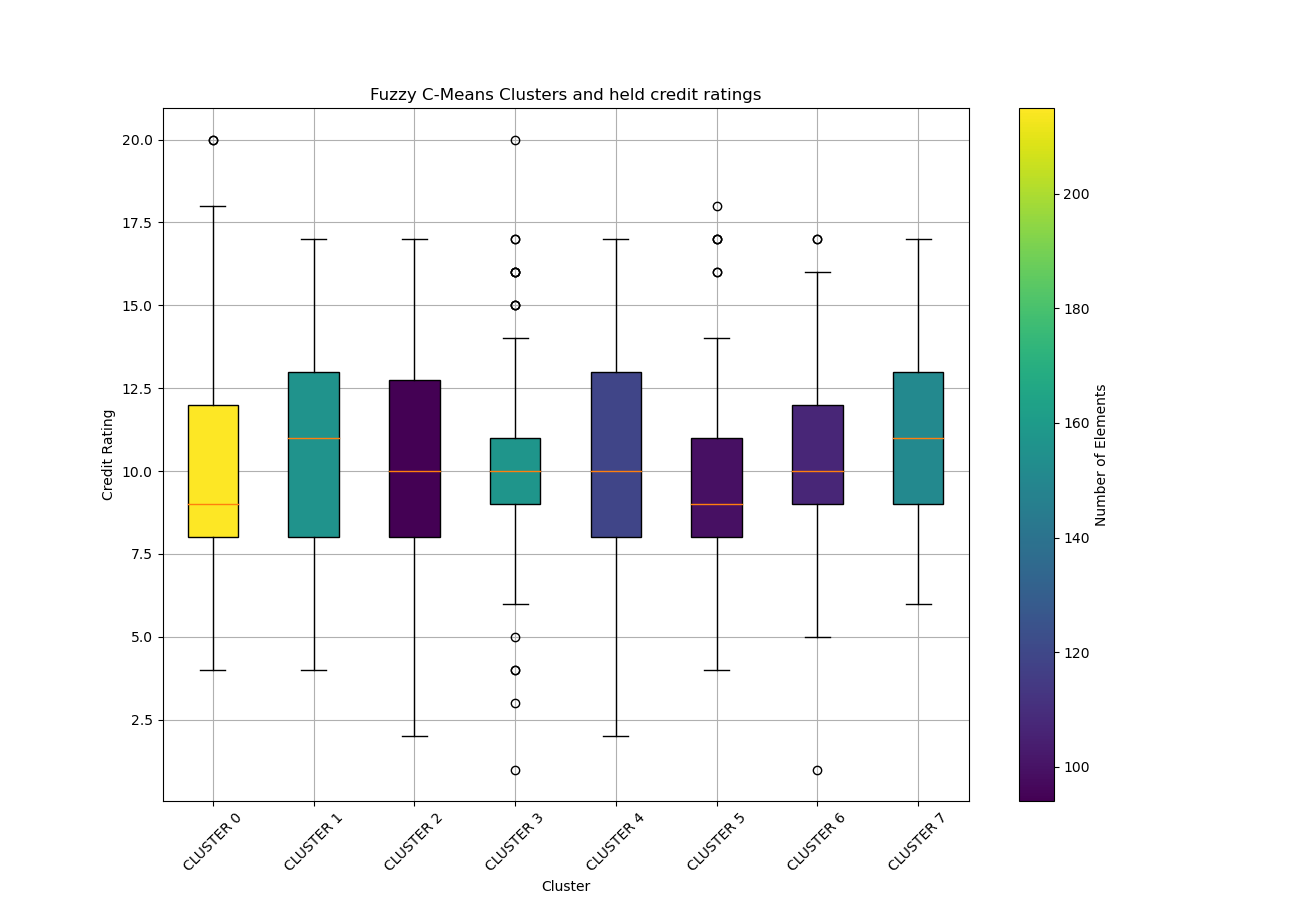 Fuzzy C-Means Clusters and held credit ratings
20.0
17.5
15.0
12.5
10.0
7.5
5.0
2.5
Credit Rating
CLUSTER 0
CLUSTER 1
CLUSTER 2
CLUSTER 3
CLUSTER 4
CLUSTER 5
CLUSTER 6
CLUSTER 7
Cluster
200
180
160
140
120
100
Number of Elements